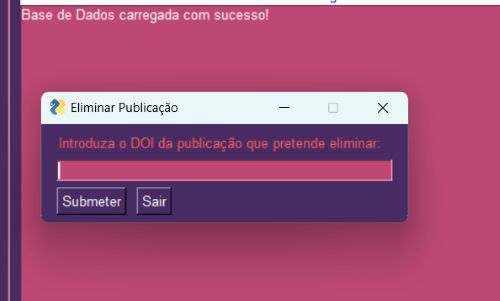 Base de Dados carregada com sucesso!
Eliminar Publicação
Introduza o DOI da publicação que pretende eliminar:
Submeter
Sair